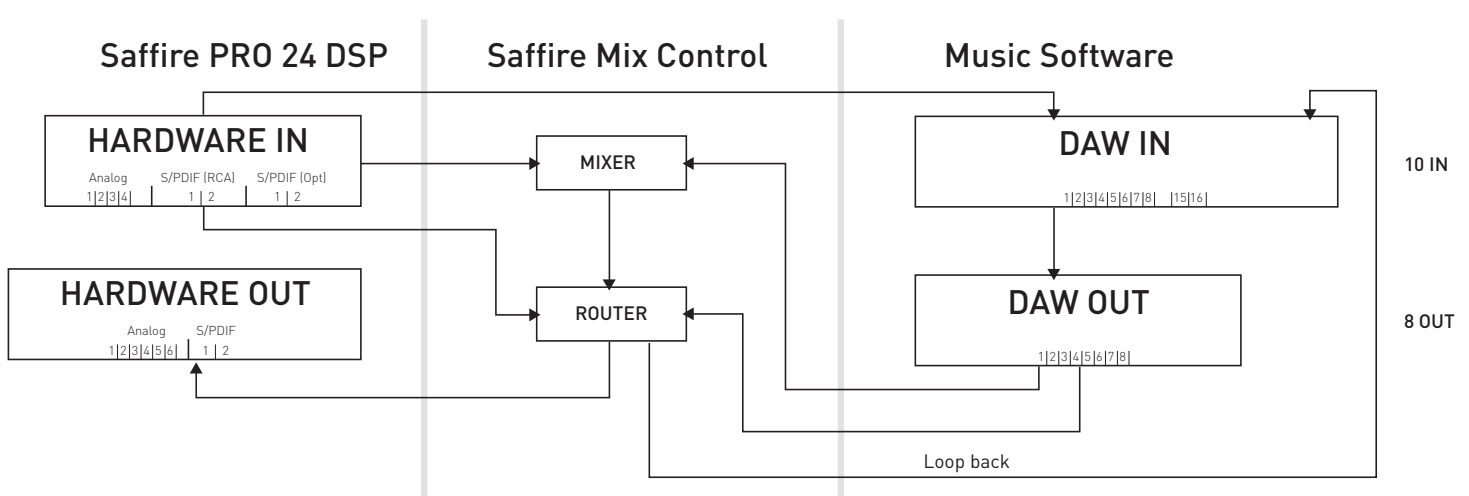 Saffire PRO 24 DSP
Saffire Mix Control
Music Software
HARDWARE IN
Analog
S/PDIF (RCA)
S/PDIF (Opt)
1|2|3|4|
1 | 2
1 | 2
MIXER
DAW IN
1|2|3|4|5|6|7|8| |15|16|
10 IN
HARDWARE OUT
Analog
S/PDIF
1|2|3|4|5|6|
1 | 2
ROUTER
DAW OUT
1|2|3|4|5|6|7|8|
8 OUT
Loop back